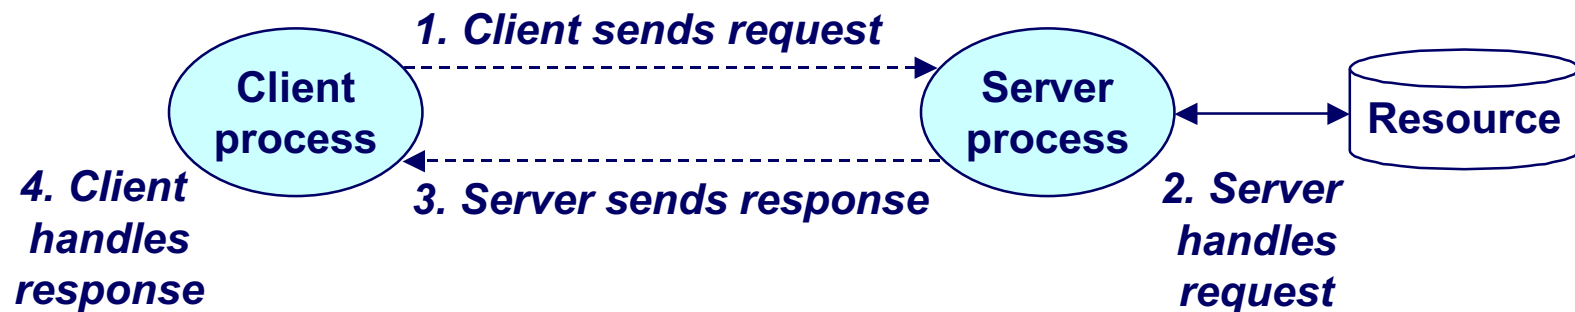 1. Client sends request
Client
process
Server
process
Resource
3. Server sends response
4. Client
handles
response
2. Server
handles
request